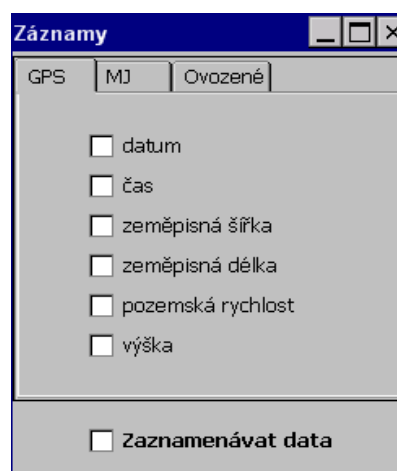 Záznamy
GPS MJ Ovozené
datum
čas
zeměpisná šířka
zeměpisná délka
pozemská rychlost
výška
Zaznamenávat data